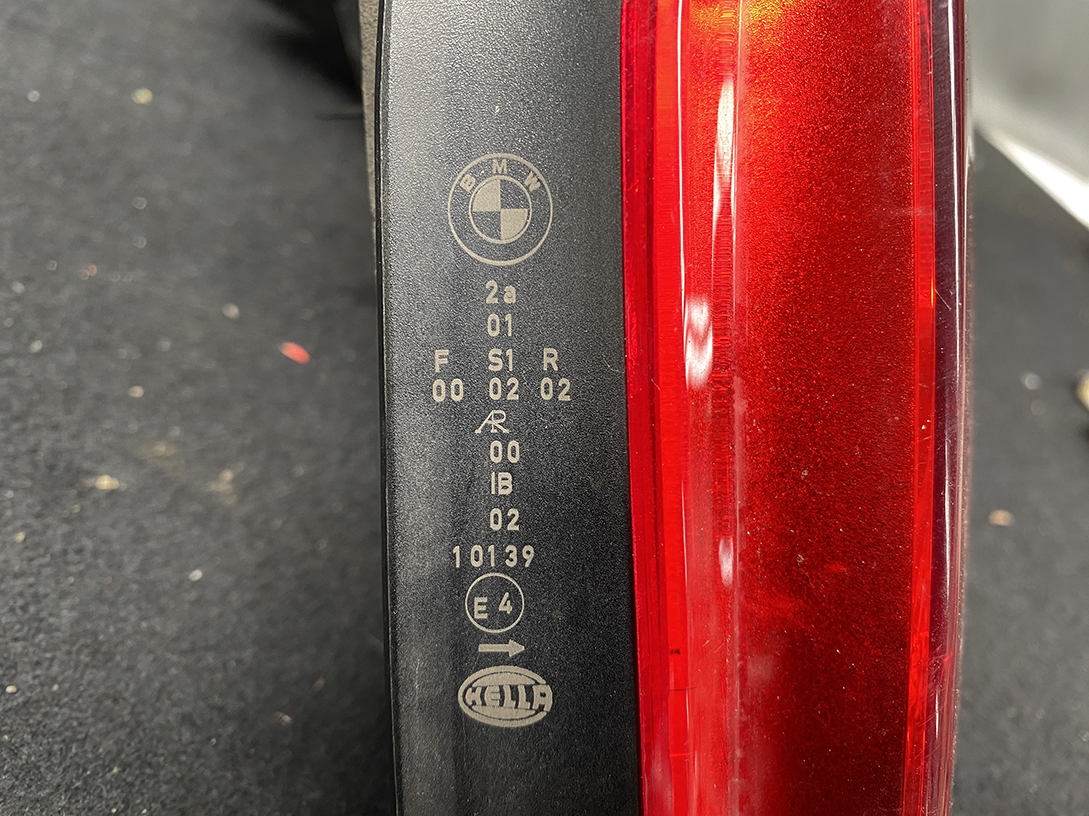 BMW
2a
01
F S1 R
00 02 02
AR
00
IB
02
10139
E4
HELLA